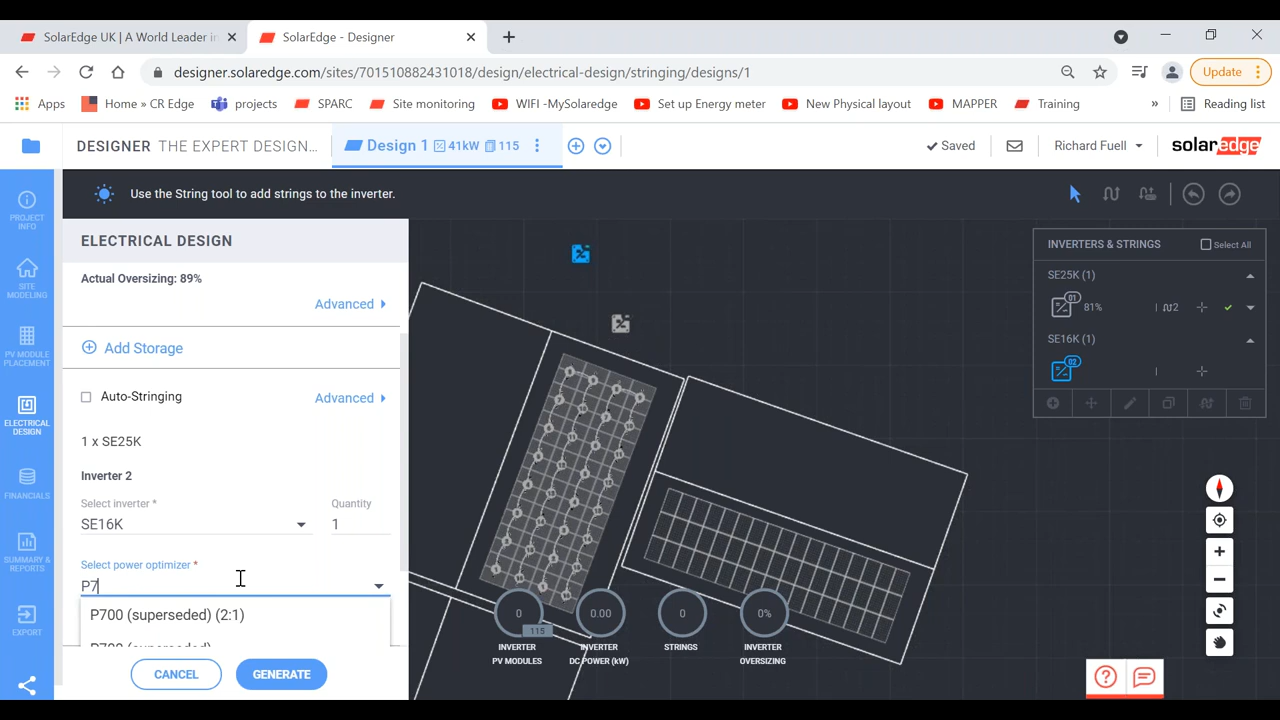 SolarEdge UK | A World Leader in
SolarEdge - Designer
designer.solaredge.com/sites/701510882431018/design/electrical-design/stringing/designs/1
Update
Apps
Home » CR Edge
projects
SPARC
Site monitoring
WIFI -MySolaredge
Set up Energy meter
New Physical layout
MAPPER
Training
»
Reading list
DESIGNER THE EXPERT DESIGN...
Design 1 41kW 115
Saved
Richard Fuell
solaredge
Use the String tool to add strings to the inverter.
PROJECT
INFO
SITE
MODELING
PV MODULE
PLACEMENT
ELECTRICAL
DESIGN
FINANCIALS
SUMMARY &
REPORTS
EXPORT
ELECTRICAL DESIGN
Actual Oversizing: 89%
Advanced
Add Storage
Auto-Stringing
Advanced
1 x SE25K
Inverter 2
Select inverter *
Quantity
SE16K
1
Select power optimizer *
P7
P700 (superseded) (2:1)
CANCEL
GENERATE
INVERTERS & STRINGS
Select All
SE25K (1)
01
81%
2
SE16K (1)
02
0
115
INVERTER
PV MODULES
0.00
INVERTER
DC POWER (kW)
0
STRINGS
0%
INVERTER
OVERSIZING